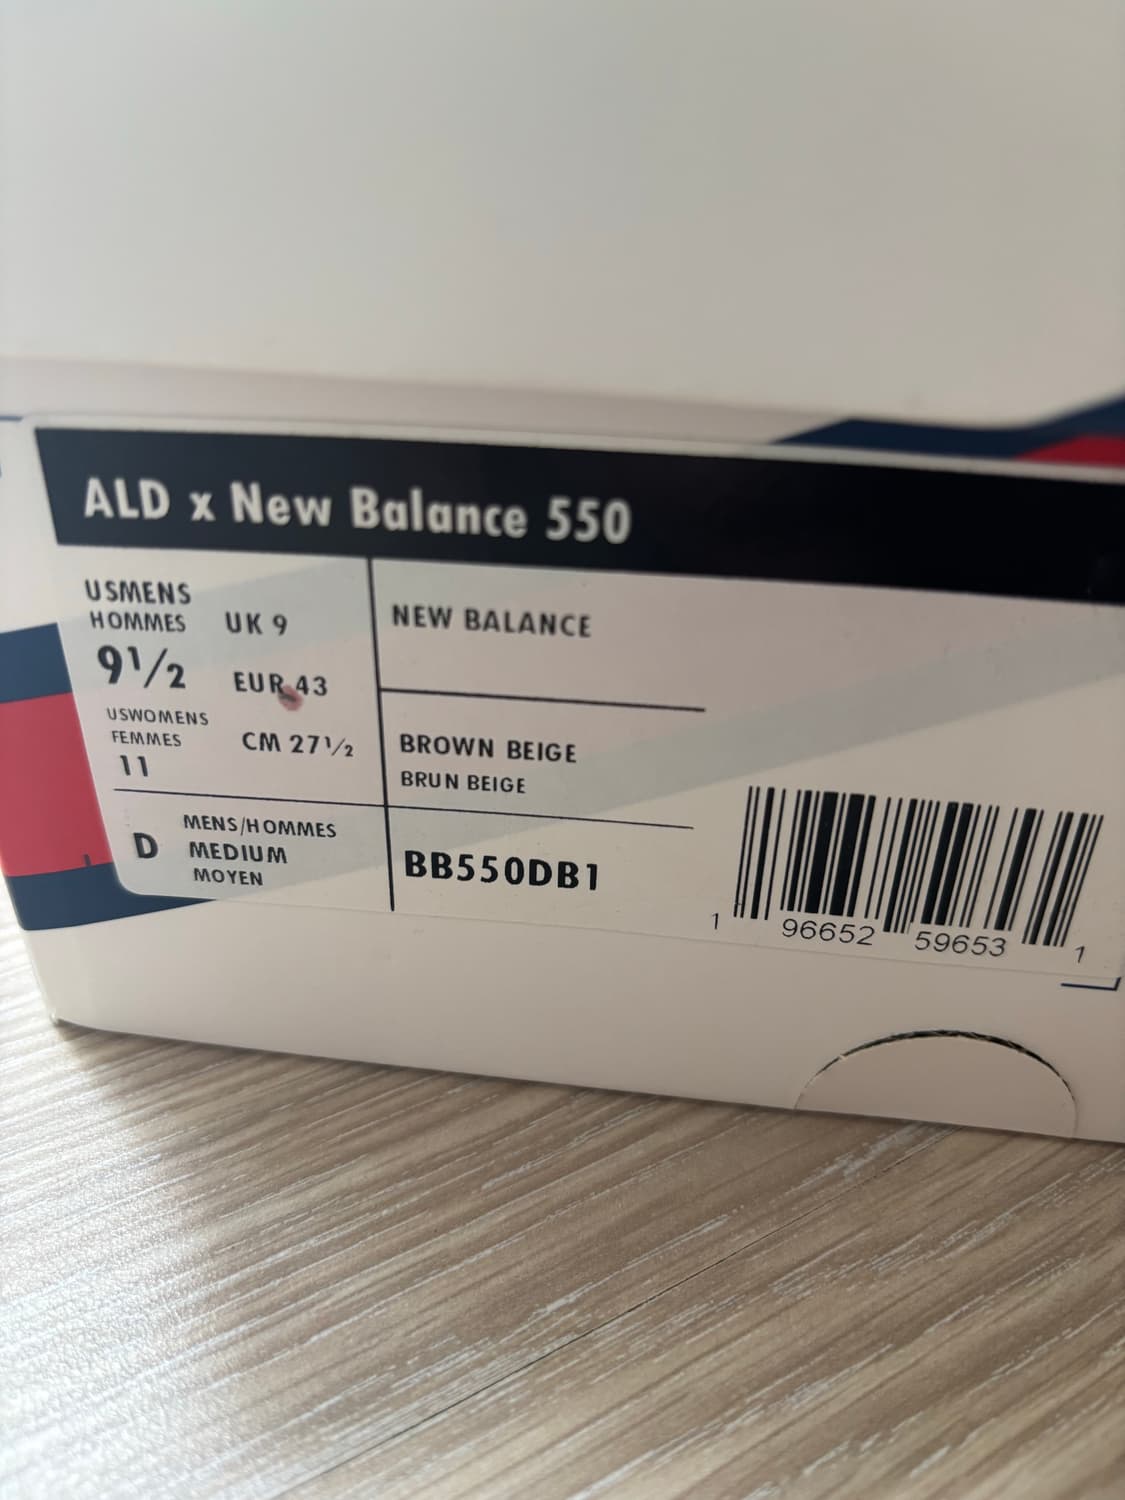 ALD x New Balance 550
USMENS
HOMMES
9½
UK 9
EUR 43
USWOMENS
FEMMES
11
CM 27½
NEW BALANCE
BROWN BEIGE
BRUN BEIGE
D
MENS/HOMMES
MEDIUM
MOYEN
BB550DB1
1 96652 59653 1